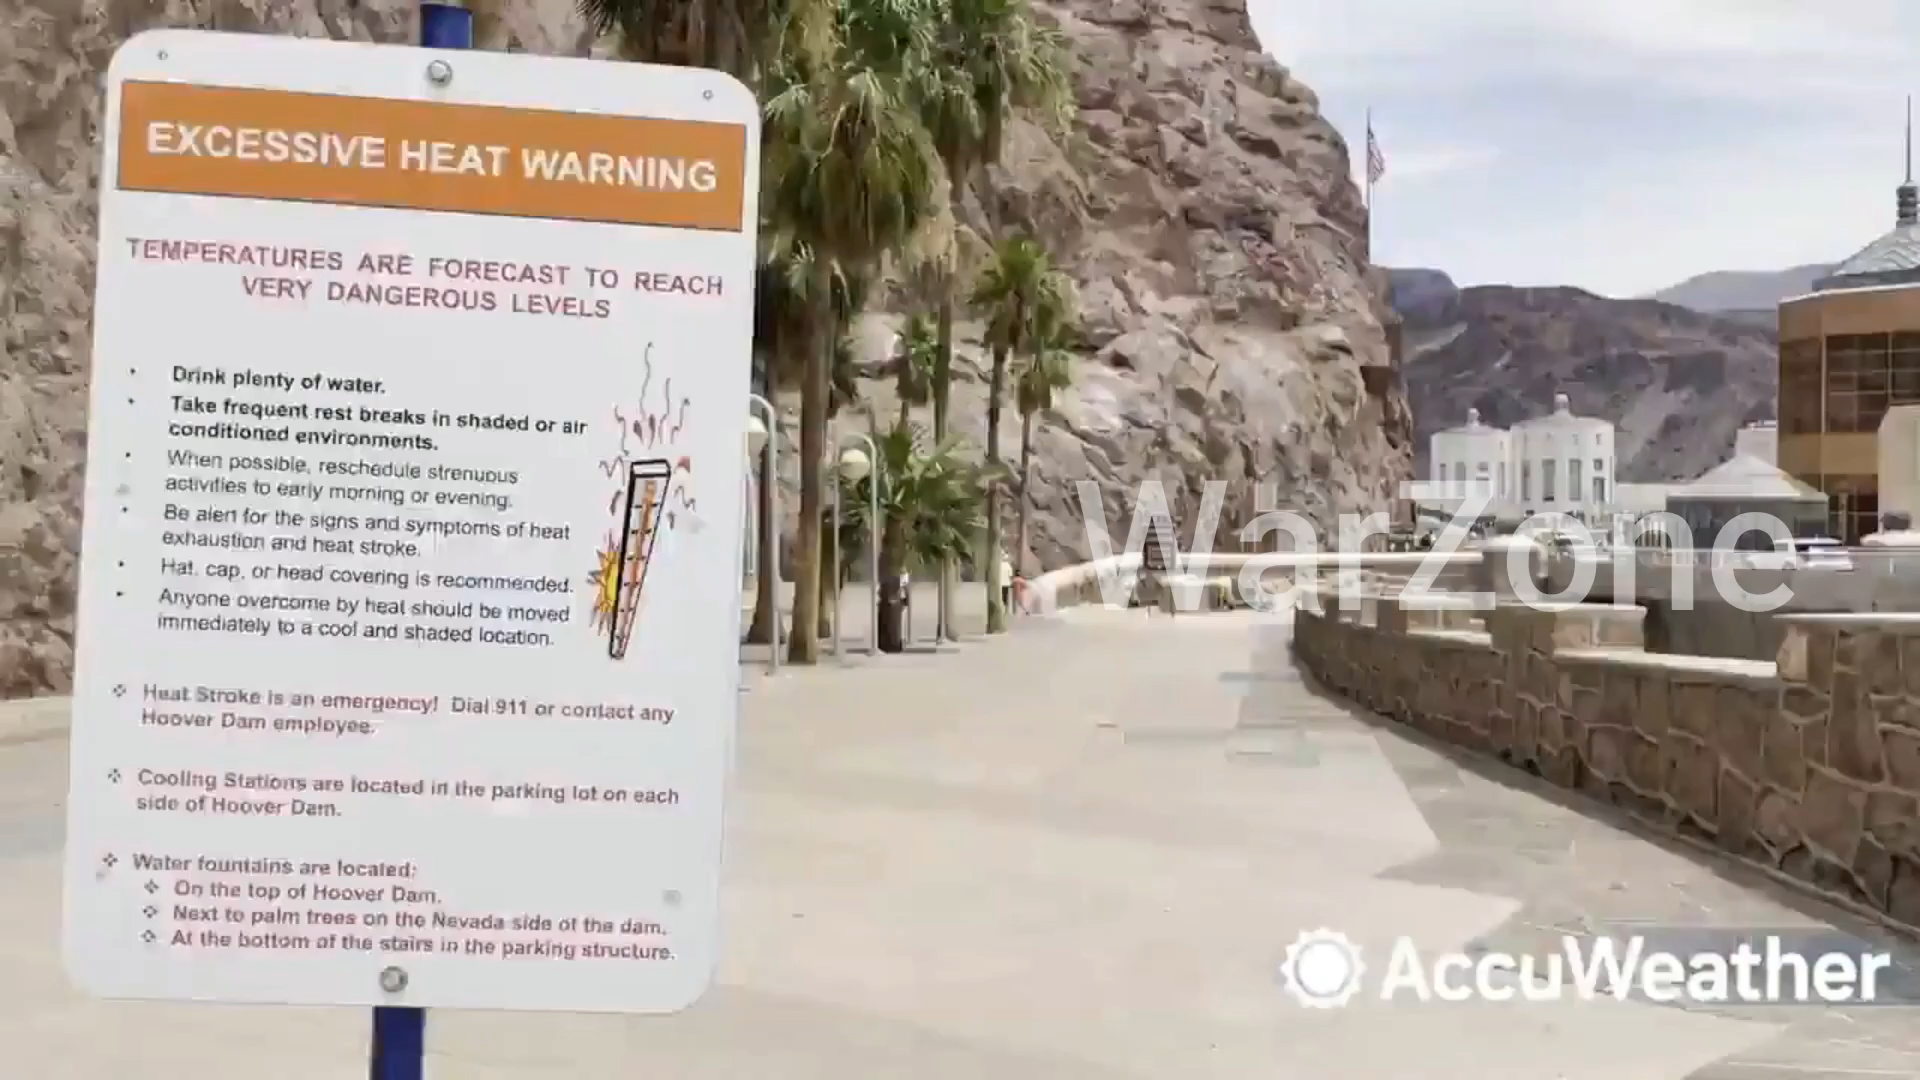 EXCESSIVE HEAT WARNING
TEMPERATURES ARE FORECAST TO REACH
VERY DANGEROUS LEVELS
• Drink plenty of water.
• Take frequent rest breaks in shaded or air
conditioned environments.
• When possible, reschedule strenuous
activities to early morning or evening.
• Be alert for the signs and symptoms of heat
exhaustion and heat stroke.
• Hat, cap, or head covering is recommended.
• Anyone overcome by heat should be moved
immediately to a cool and shaded location.
❖ Heat Stroke is an emergency! Dial 911 or contact any
Hoover Dam employee.
❖ Cooling Stations are located in the parking lot on each
side of Hoover Dam.
❖ Water fountains are located:
❖ On the top of Hoover Dam.
❖ Next to palm trees on the Nevada side of the dam.
❖ At the bottom of the stairs in the parking structure.
WarZone
AccuWeather